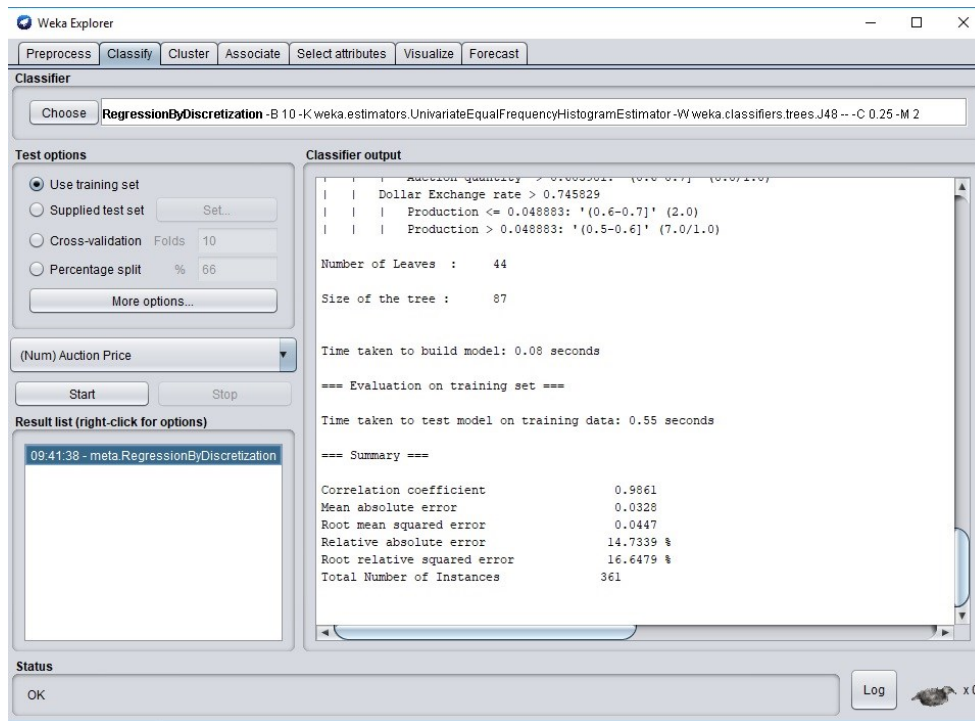 Weka Explorer
Preprocess Classify Cluster Associate Select attributes Visualize Forecast
Classifier
Choose RegressionByDiscretization -B 10 -K weka.estimators.UnivariateEqualFrequencyHistogramEstimator -W weka.classifiers.trees.J48 -- -C 0.25 -M 2
Test options
Use training set
Supplied test set Set...
Cross-validation Folds 10
Percentage split % 66
More options...
(Num) Auction Price
Start Stop
Result list (right-click for options)
09:41:38 - meta.RegressionByDiscretization
Classifier output
| | | Auction quantity >
| | Dollar Exchange rate > 0.745829
| | | Production <= 0.048883: '(0.6-0.7]' (2.0)
| | | Production > 0.048883: '(0.5-0.6]' (7.0/1.0)
Number of Leaves : 44
Size of the tree : 87
Time taken to build model: 0.08 seconds
=== Evaluation on training set ===
Time taken to test model on training data: 0.55 seconds
=== Summary ===
Correlation coefficient 0.9861
Mean absolute error 0.0328
Root mean squared error 0.0447
Relative absolute error 14.7339 %
Root relative squared error 16.6479 %
Total Number of Instances 361
Status
OK
Log
x 0